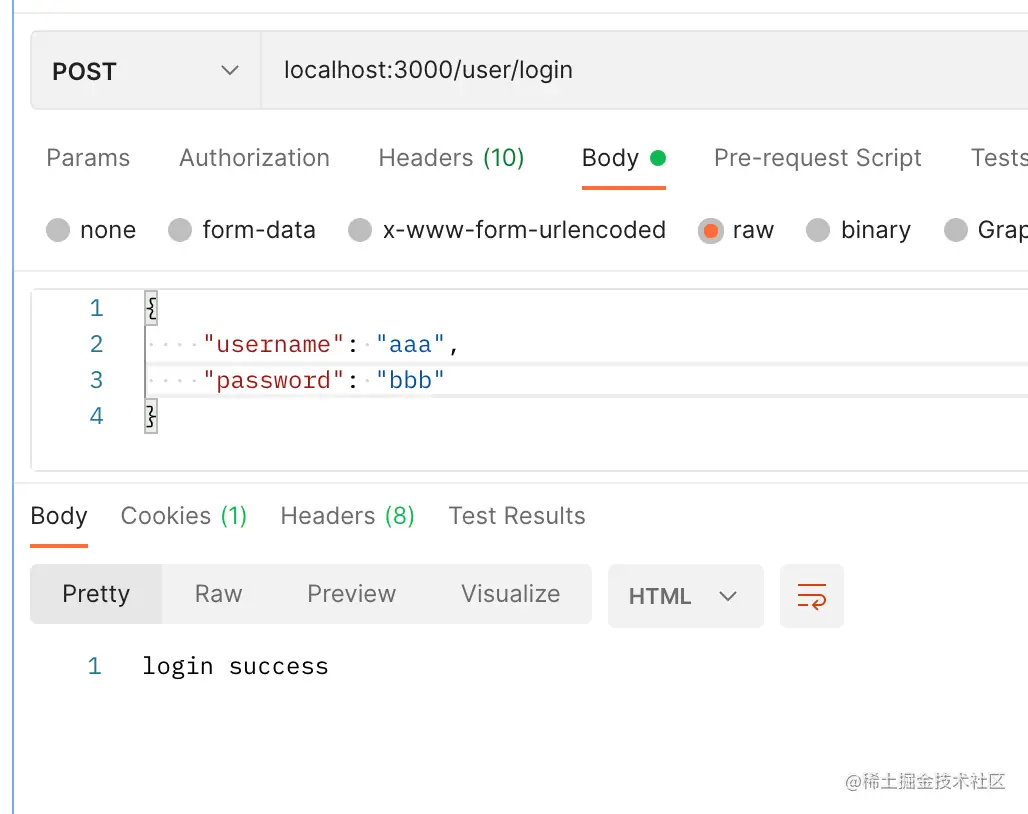 POST localhost:3000/user/login
Params Authorization Headers (10) Body Pre-request Script Tests
none form-data x-www-form-urlencoded raw binary Grap
1 {
2 "username": "aaa",
3 "password": "bbb"
4 }
Body Cookies (1) Headers (8) Test Results
Pretty Raw Preview Visualize HTML
1 login success
@稀土掘金技术社区